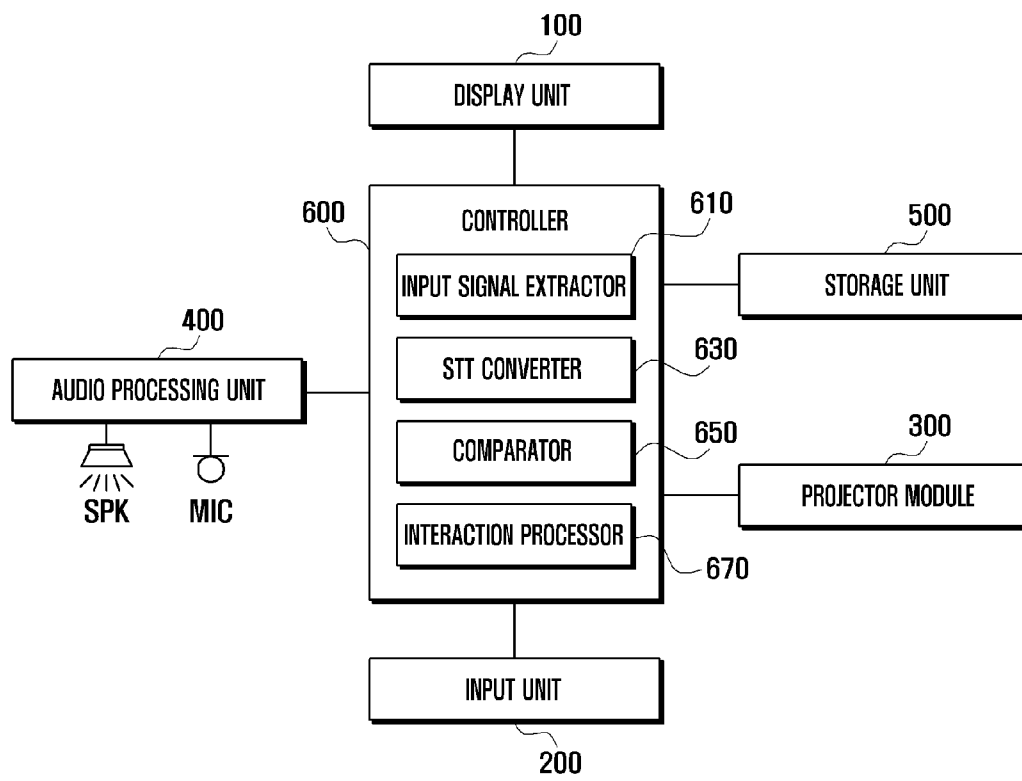 100
DISPLAY UNIT
600
CONTROLLER
610
INPUT SIGNAL EXTRACTOR
500
STORAGE UNIT
400
AUDIO PROCESSING UNIT
SPK
MIC
STT CONVERTER
630
COMPARATOR
650
300
PROJECTOR MODULE
INTERACTION PROCESSOR
670
INPUT UNIT
200